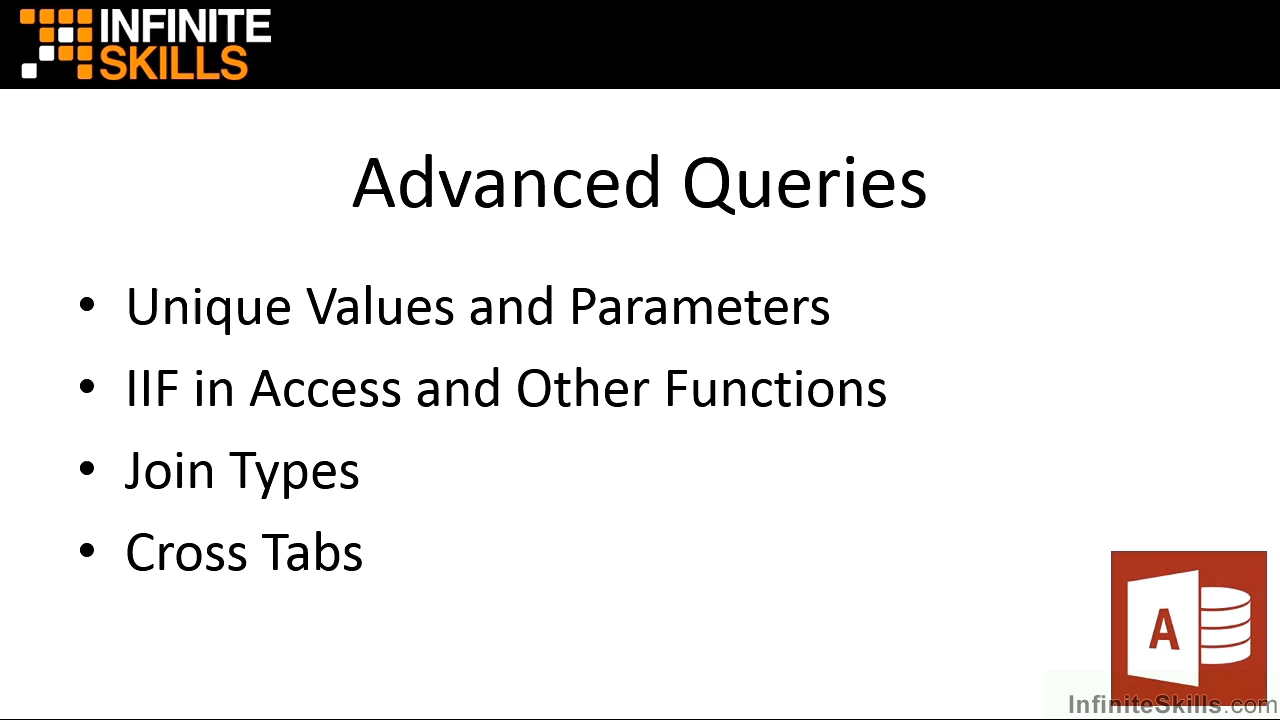 INFINITE
SKILLS
Advanced Queries
• Unique Values and Parameters
• IIF in Access and Other Functions
• Join Types
• Cross Tabs
A
InfiniteSkills.com